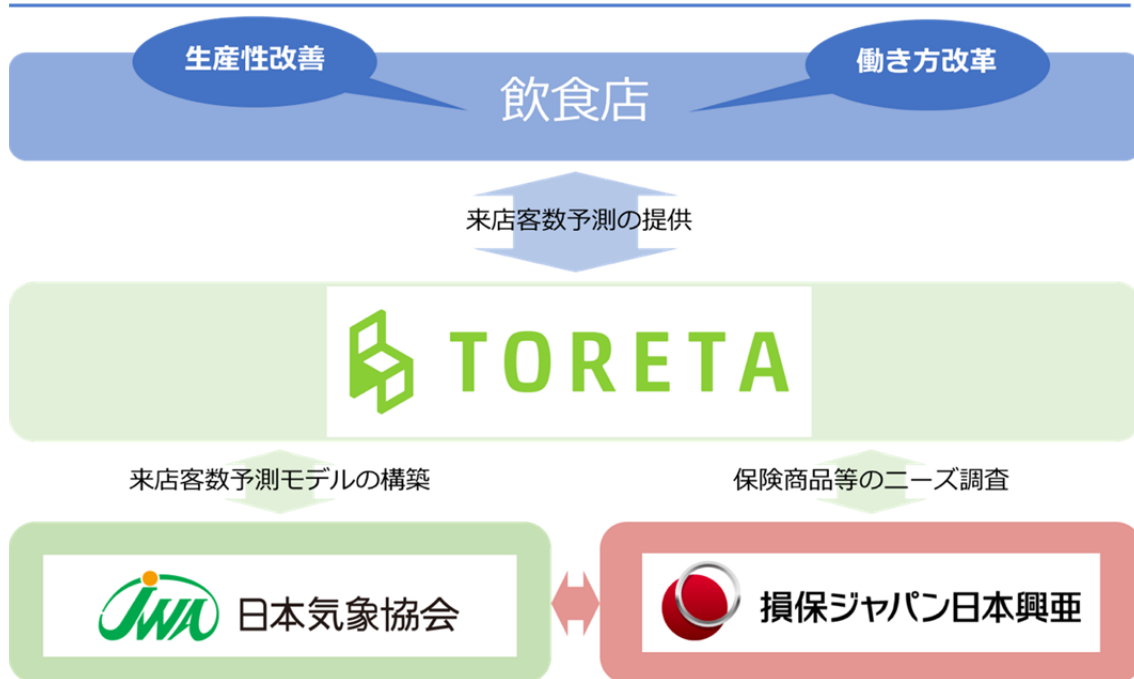 生産性改善
働き方改革
飲食店
来店客数予測の提供
TORETA
来店客数予測モデルの構築
保険商品等のニーズ調査
JWA 日本気象協会
損保ジャパン日本興亜